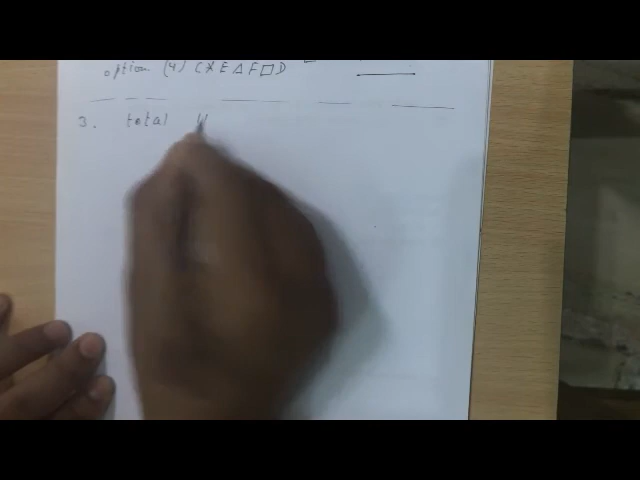 option (4) C★E△F□D
3. total